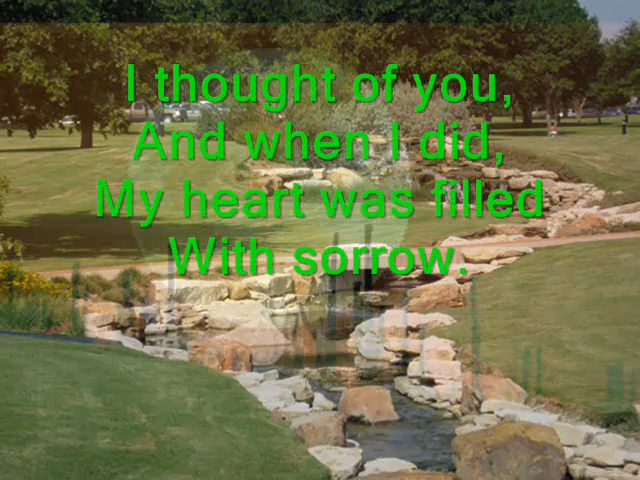 I thought of you,
And when I did,
My heart was filled
With sorrow.